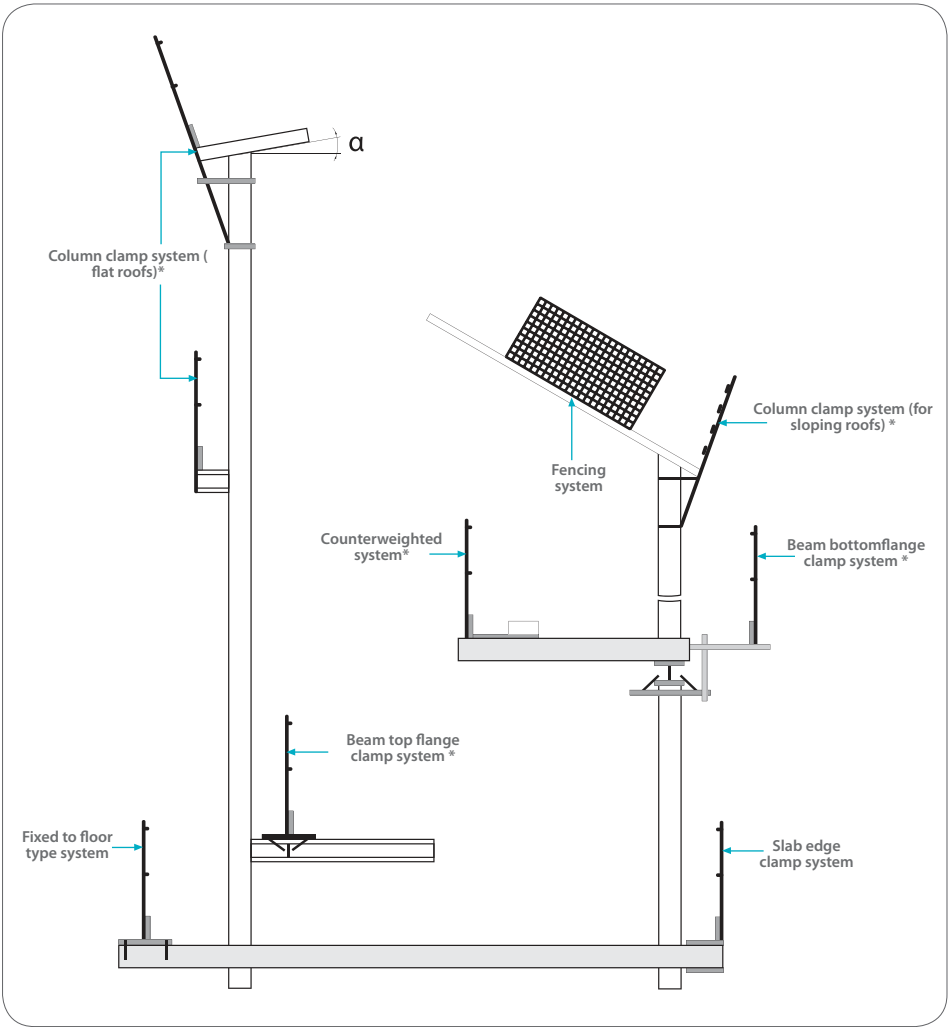 α
Column clamp system (
flat roofs)*
Column clamp system (for
sloping roofs) *
Fencing
system
Counterweighted
system*
Beam bottomflange
clamp system *
Beam top flange
clamp system *
Fixed to floor
type system
Slab edge
clamp system